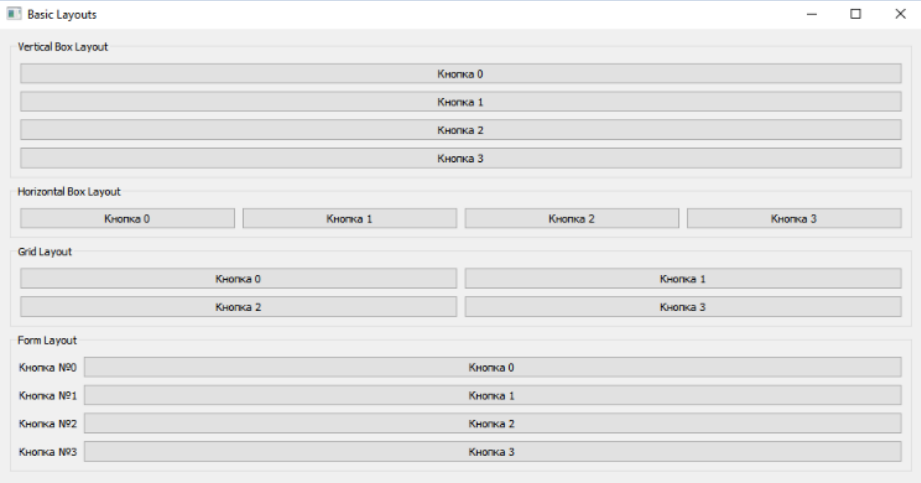 Basic Layouts
Vertical Box Layout
Кнопка 0
Кнопка 1
Кнопка 2
Кнопка 3
Horizontal Box Layout
Кнопка 0 Кнопка 1 Кнопка 2 Кнопка 3
Grid Layout
Кнопка 0 Кнопка 1
Кнопка 2 Кнопка 3
Form Layout
Кнопка №0 Кнопка 0
Кнопка №1 Кнопка 1
Кнопка №2 Кнопка 2
Кнопка №3 Кнопка 3